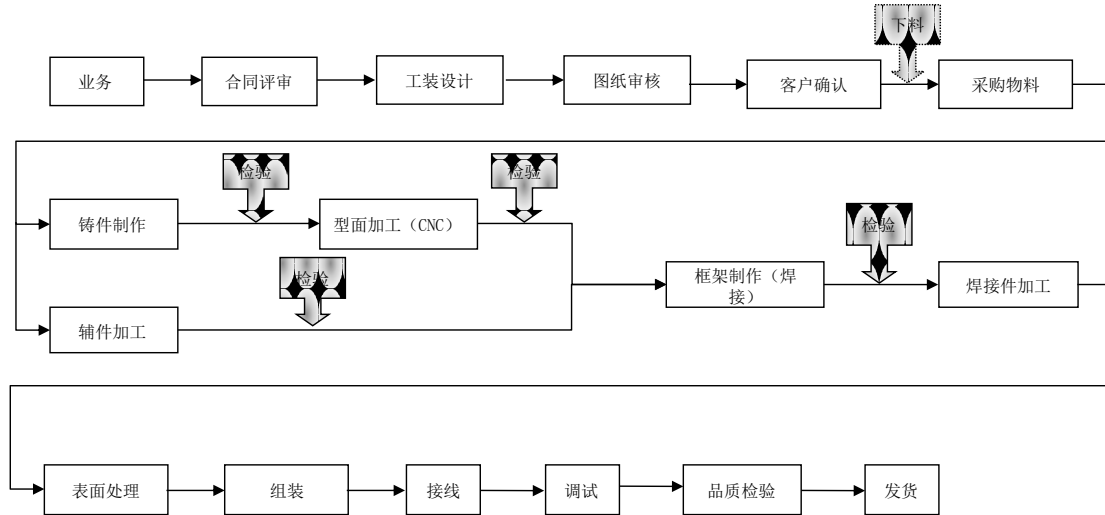 下料
业务
合同评审
工装设计
图纸审核
客户确认
采购物料
检验
检验
铸件制作
型面加工（CNC）
检验
检验
框架制作（焊
接）
焊接件加工
辅件加工
表面处理
组装
接线
调试
品质检验
发货